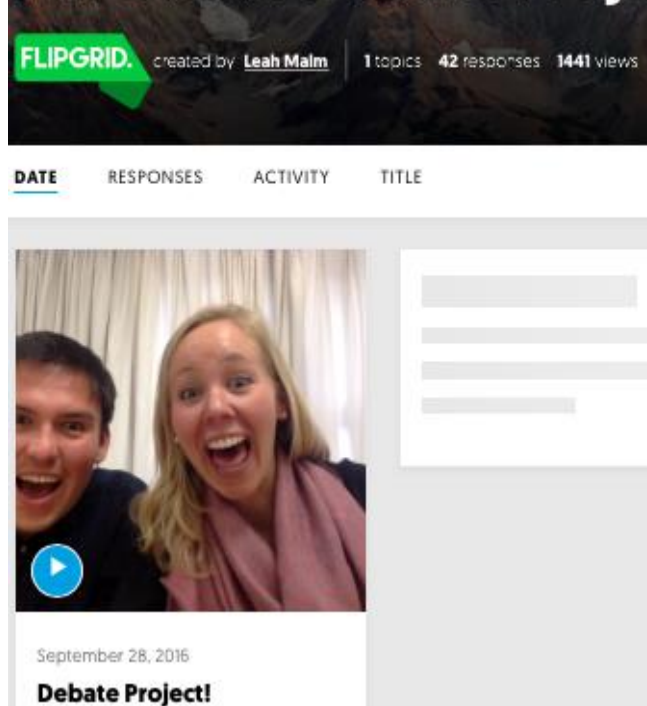 FLIPGRID. created by Leah Malm 1 topics 42 responses 1441 views
DATE RESPONSES ACTIVITY TITLE
September 28, 2016
Debate Project!